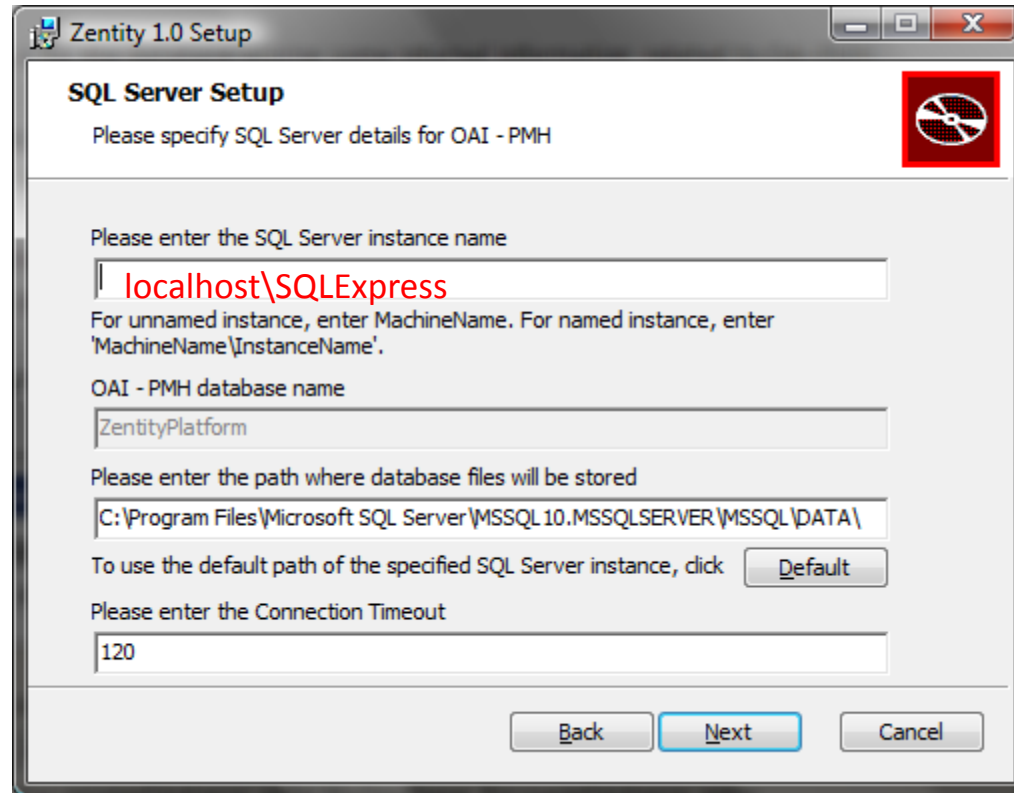 Zentity 1.0 Setup
SQL Server Setup
Please specify SQL Server details for OAI - PMH
Please enter the SQL Server instance name
localhost\SQLExpress
For unnamed instance, enter MachineName. For named instance, enter
'MachineName\InstanceName'.
OAI - PMH database name
ZentityPlatform
Please enter the path where database files will be stored
C:\Program Files\Microsoft SQL Server\MSSQL10.MSSQLSERVER\MSSQL\DATA\
To use the default path of the specified SQL Server instance, click Default
Please enter the Connection Timeout
120
Back Next Cancel